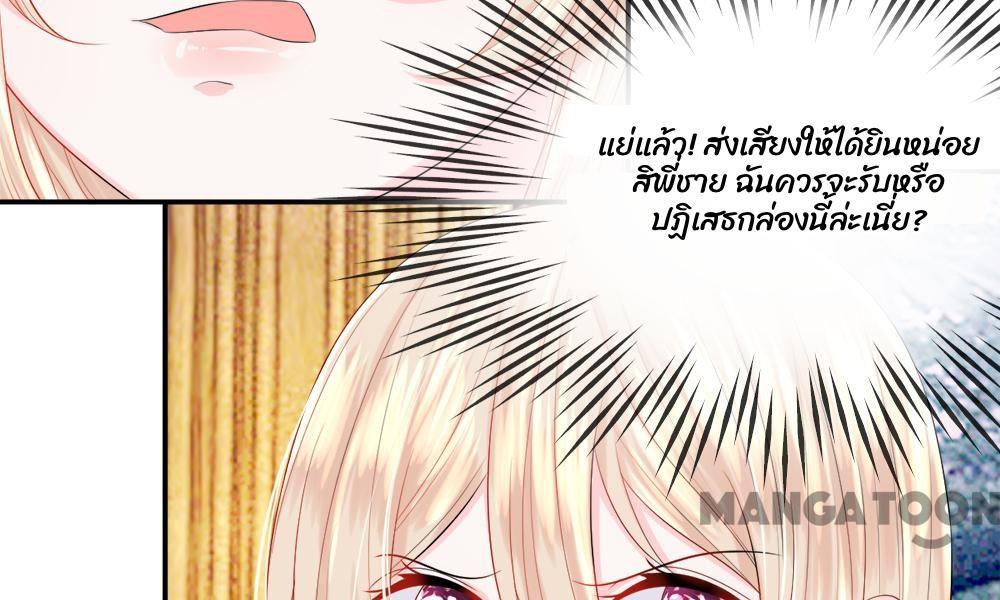 แย่แล้ว! ส่งเสียงให้ได้ยินหน่อย
สิพี่ชาย ฉันควรจะรับหรือ
ปฏิเสธกล่องนี้ล่ะเนี่ย?
MANGATOON